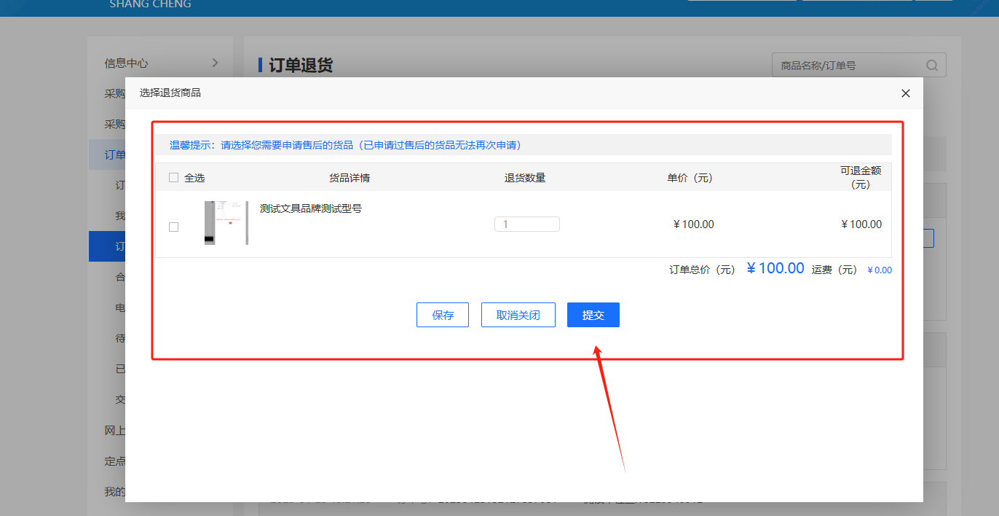 SHANG CHENG
信息中心
订单退货
商品名称/订单号
采购
选择退货商品
采购
温馨提示：请选择您需要申请售后的货品（已申请过售后的货品无法再次申请）
订单
全选 货品详情 退货数量 单价（元） 可退金额
（元）
订
测试文具品牌测试型号
我
1 ￥100.00 ￥100.00
订
订单总价（元） ￥100.00 运费（元） ￥0.00
合
电
保存 取消关闭 提交
待
已
交
网上
定点
我的